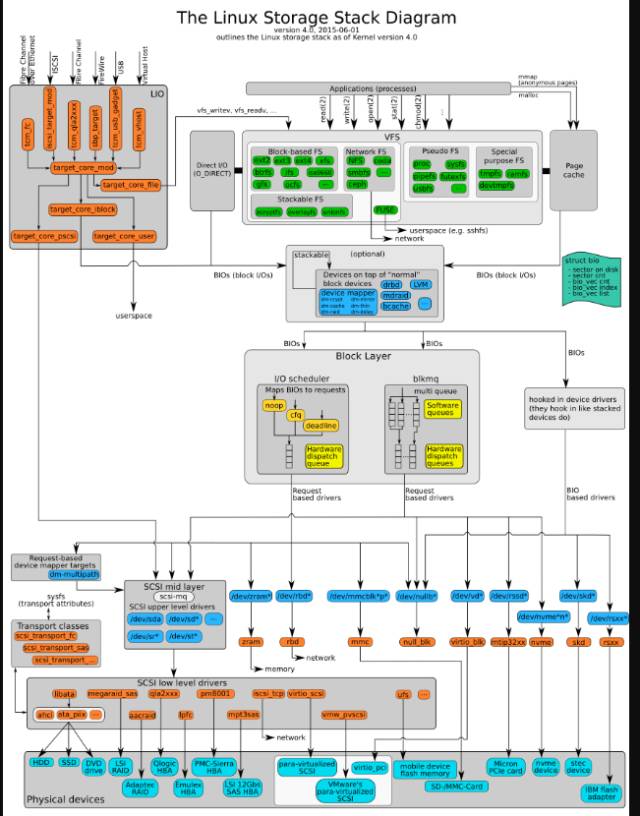 The Linux Storage Stack Diagram
version 4.0, 2015-06-01
outlines the Linux storage stack as of Kernel version 4.0
Fibre Channel
over Ethernet
ISCSI
Fibre Channel
FireWire
USB
Virtual Host
LIO
tcm_fc
iscsi_target_mod
tcm_qla2xxx
sbp_target
tcm_usb_gadget
tcm_vhost
target_core_mod
target_core_file
target_core_iblock
target_core_pscsi
target_core_user
vfs_writev, vfs_readv, ...
Applications (processes)
mmap
(anonymous pages)
malloc
read(2)
write(2)
open(2)
stat(2)
chmod(2)
...
VFS
Direct I/O
(O_DIRECT)
Block-based FS
ext2 ext3 ext4 xfs
btrfs ifs
gfs ocfs ...
Network FS
NFS coda
smbfs ...
ceph
Pseudo FS
proc sysfs
pipefs futexfs
usbfs ...
Special
purpose FS
tmpfs ramfs
devtmpfs
Stackable FS
ecryptfs overlayfs unionfs
FUSE
Page
cache
userspace (e.g. sshfs)
network
stackable
(optional)
Devices on top of "normal"
block devices
drbd LVM
device mapper
mdraid
dm-crypt dm-mirror
dm-cache dm-thin
bcache ...
dm-raid
BIOs (block I/Os)
BIOs (block I/Os)
struct bio
- sector on disk
- sector cnt
- bio_vec cnt
- bio_vec index
- bio_vec list
userspace
BIOs
BIOs
BIOs
Block Layer
I/O scheduler
Maps BIOs to requests
noop
cfq
deadline
Hardware
dispatch
queue
blkmq
multi queue
Software
queues
Hardware
dispatch
queues
hooked in device drivers
(they hook in like stacked
devices do)
Request
based drivers
Request
based drivers
BIO
based drivers
Request-based
device mapper targets
dm-multipath
sysfs
(transport attributes)
Transport classes
scsi_transport_fc
scsi_transport_sas
scsi_transport_...
SCSI mid layer
scsi-mq
SCSI upper level drivers
/dev/sda /dev/sd* ...
/dev/sr* /dev/st*
/dev/zram*
/dev/rbd*
/dev/mmcblk*p*
/dev/nullb*
/dev/vd*
/dev/rssd*
/dev/skd*
/dev/nvme*n*
/dev/rsxx*
zram
rbd
mmc
null_blk
virtio_blk
mtip32xx
nvme
skd
rsxx
network
memory
SCSI low level drivers
libata
megaraid_sas
qla2xxx
pm8001
iscsi_tcp
virtio_scsi
ufs
...
ahci
ata_piix
...
aacraid
lpfc
mpt3sas
vmw_pvscsi
network
HDD
SSD
DVD
drive
LSI
RAID
Qlogic
HBA
PMC-Sierra
HBA
para-virtualized
SCSI
virtio_pci
mobile device
flash memory
Micron
PCIe card
nvme
device
stec
device
Adaptec
RAID
Emulex
HBA
LSI 12Gbs
SAS HBA
VMware's
para-virtualized
SCSI
SD-/MMC-Card
IBM flash
adapter
Physical devices